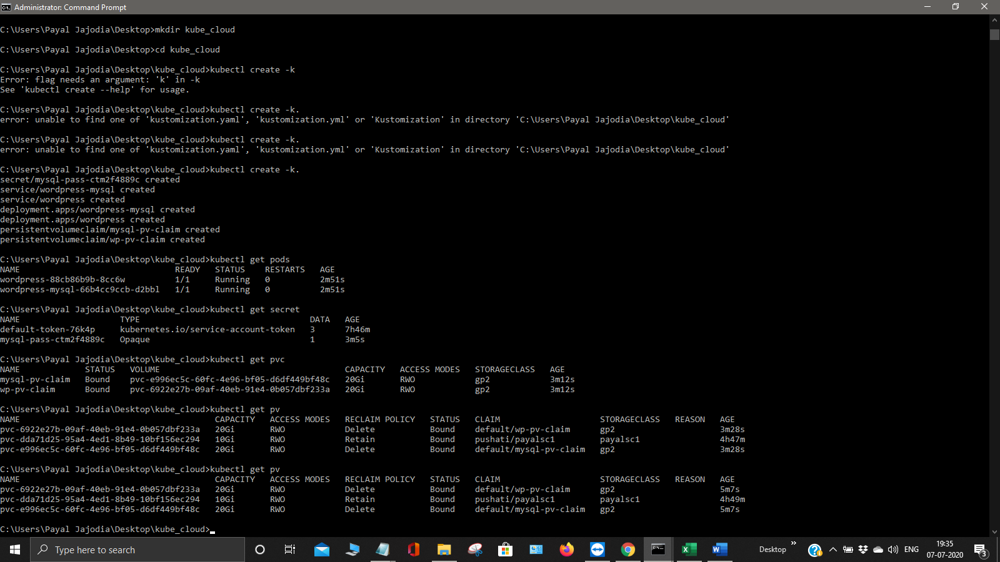 Administrator: Command Prompt
C:\Users\Payal Jajodia\Desktop>mkdir kube_cloud
C:\Users\Payal Jajodia\Desktop>cd kube_cloud
C:\Users\Payal Jajodia\Desktop\kube_cloud>kubectl create -k
Error: flag needs an argument: 'k' in -k
See 'kubectl create --help' for usage.
C:\Users\Payal Jajodia\Desktop\kube_cloud>kubectl create -k.
error: unable to find one of 'kustomization.yaml', 'kustomization.yml' or 'Kustomization' in directory 'C:\Users\Payal Jajodia\Desktop\kube_cloud'
C:\Users\Payal Jajodia\Desktop\kube_cloud>kubectl create -k.
error: unable to find one of 'kustomization.yaml', 'kustomization.yml' or 'Kustomization' in directory 'C:\Users\Payal Jajodia\Desktop\kube_cloud'
C:\Users\Payal Jajodia\Desktop\kube_cloud>kubectl create -k.
secret/mysql-pass-ctm2f4889c created
service/wordpress-mysql created
service/wordpress created
deployment.apps/wordpress-mysql created
deployment.apps/wordpress created
persistentvolumeclaim/mysql-pv-claim created
persistentvolumeclaim/wp-pv-claim created
C:\Users\Payal Jajodia\Desktop\kube_cloud>kubectl get pods
NAME READY STATUS RESTARTS AGE
wordpress-88cb86b9b-8cc6w 1/1 Running 0 2m51s
wordpress-mysql-66b4cc9ccb-d2bbl 1/1 Running 0 2m51s
C:\Users\Payal Jajodia\Desktop\kube_cloud>kubectl get secret
NAME TYPE DATA AGE
default-token-76k4p kubernetes.io/service-account-token 3 7h46m
mysql-pass-ctm2f4889c Opaque 1 3m5s
C:\Users\Payal Jajodia\Desktop\kube_cloud>kubectl get pvc
NAME STATUS VOLUME CAPACITY ACCESS MODES STORAGECLASS AGE
mysql-pv-claim Bound pvc-e996ec5c-60fc-4e96-bf05-d6df449bf48c 20Gi RWO gp2 3m12s
wp-pv-claim Bound pvc-6922e27b-09af-40eb-91e4-0b057dbf233a 20Gi RWO gp2 3m12s
C:\Users\Payal Jajodia\Desktop\kube_cloud>kubectl get pv
NAME CAPACITY ACCESS MODES RECLAIM POLICY STATUS CLAIM STORAGECLASS REASON AGE
pvc-6922e27b-09af-40eb-91e4-0b057dbf233a 20Gi RWO Delete Bound default/wp-pv-claim gp2 3m28s
pvc-dda71d25-95a4-4ed1-8b49-10bf156ec294 10Gi RWO Retain Bound pushati/payalsc1 payalsc1 4h47m
pvc-e996ec5c-60fc-4e96-bf05-d6df449bf48c 20Gi RWO Delete Bound default/mysql-pv-claim gp2 3m28s
C:\Users\Payal Jajodia\Desktop\kube_cloud>kubectl get pv
NAME CAPACITY ACCESS MODES RECLAIM POLICY STATUS CLAIM STORAGECLASS REASON AGE
pvc-6922e27b-09af-40eb-91e4-0b057dbf233a 20Gi RWO Delete Bound default/wp-pv-claim gp2 5m7s
pvc-dda71d25-95a4-4ed1-8b49-10bf156ec294 10Gi RWO Retain Bound pushati/payalsc1 payalsc1 4h49m
pvc-e996ec5c-60fc-4e96-bf05-d6df449bf48c 20Gi RWO Delete Bound default/mysql-pv-claim gp2 5m7s
C:\Users\Payal Jajodia\Desktop\kube_cloud>
Type here to search
Desktop
ENG
19:35
07-07-2020
3